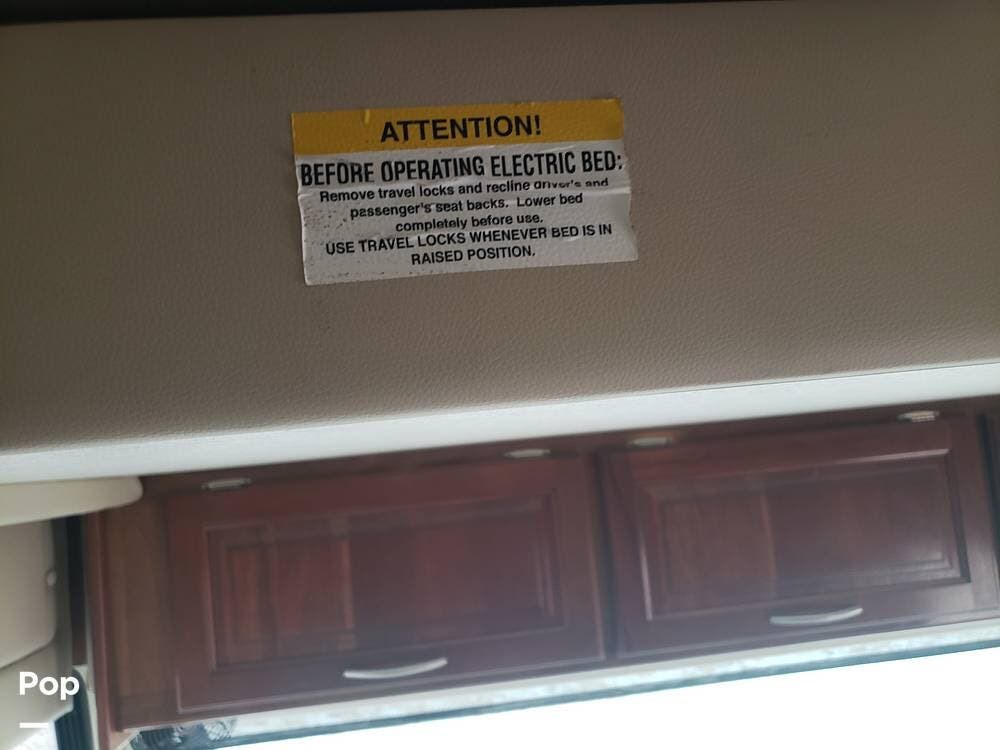 ATTENTION!
BEFORE OPERATING ELECTRIC BED:
Remove travel locks and recline driver's and
passenger's seat backs. Lower bed
completely before use.
USE TRAVEL LOCKS WHENEVER BED IS IN
RAISED POSITION.
Pop